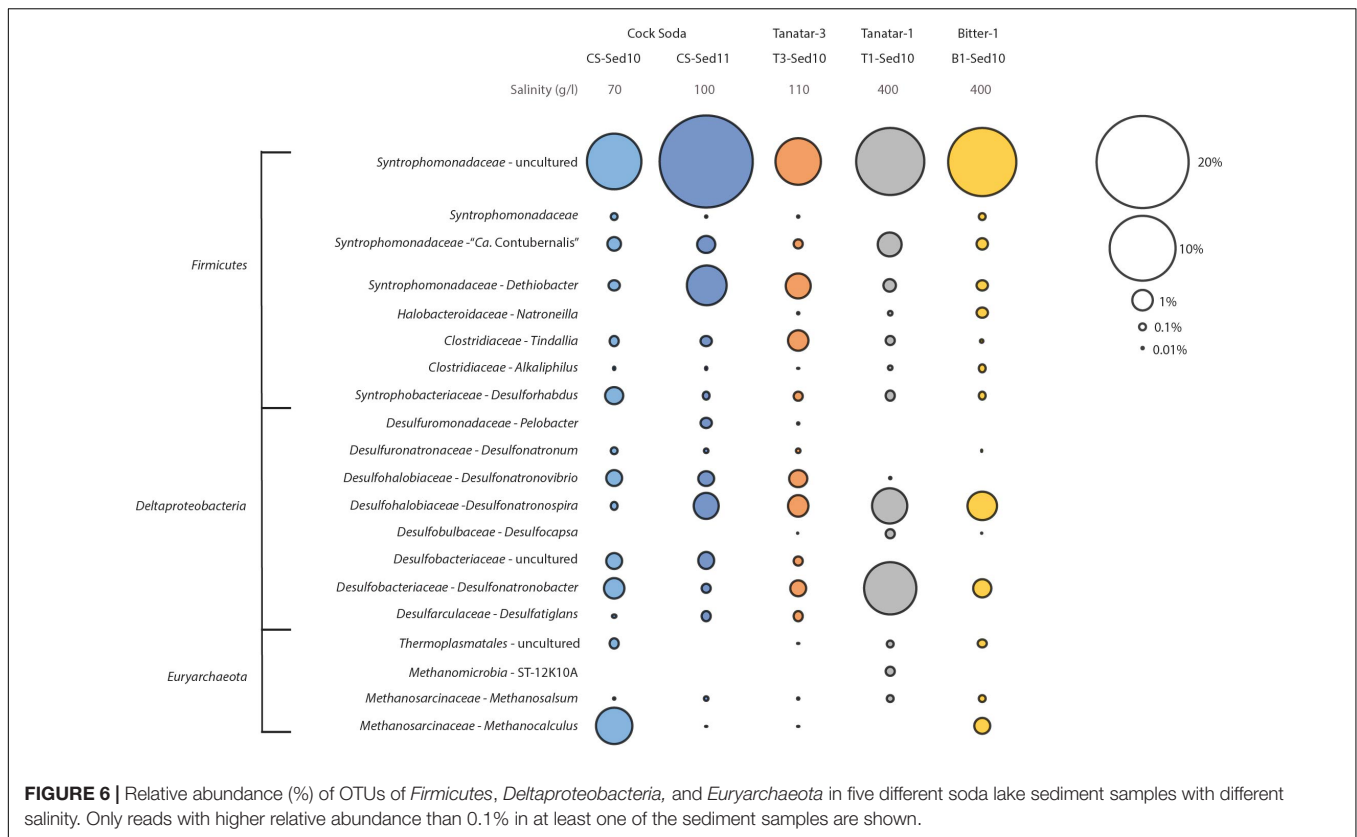 Cock Soda Tanatar-3 Tanatar-1 Bitter-1
CS-Sed10 CS-Sed11 T3-Sed10 T1-Sed10 B1-Sed10
Salinity (g/l) 70 100 110 400 400
Syntrophomonadaceae - uncultured 20%
Syntrophomonadaceae
Syntrophomonadaceae -"Ca. Contubernalis" 10%
Firmicutes
Syntrophomonadaceae - Dethiobacter 1%
Halobacteroidaceae - Natroneilla
0.1%
Clostridiaceae - Tindallia
0.01%
Clostridiaceae - Alkaliphilus
Syntrophobacteriaceae - Desulforhabdus
Desulfuromonadaceae - Pelobacter
Desulfuronatronaceae - Desulfonatronum
Desulfohalobiaceae - Desulfonatronovibrio
Deltaproteobacteria Desulfohalobiaceae -Desulfonatronospira
Desulfobulbaceae - Desulfocapsa
Desulfobacteriaceae - uncultured
Desulfobacteriaceae - Desulfonatronobacter
Desulfarculaceae - Desulfatiglans
Thermoplasmatales - uncultured
Euryarchaeota Methanomicrobia - ST-12K10A
Methanosarcinaceae - Methanosalsum
Methanosarcinaceae - Methanocalculus
FIGURE 6 | Relative abundance (%) of OTUs of Firmicutes, Deltaproteobacteria, and Euryarchaeota in five different soda lake sediment samples with different
salinity. Only reads with higher relative abundance than 0.1% in at least one of the sediment samples are shown.